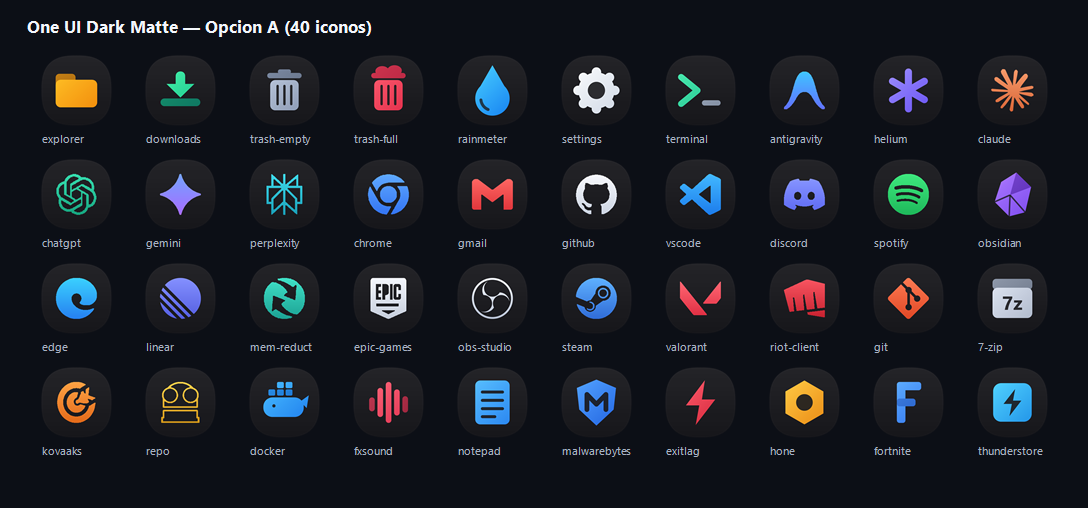 One UI Dark Matte — Opcion A (40 iconos)
explorer downloads trash-empty trash-full rainmeter settings terminal antigravity helium claude
chatgpt gemini perplexity chrome gmail github vscode discord spotify obsidian
EPIC 7z
edge linear mem-reduct epic-games obs-studio steam valorant riot-client git 7-zip
kovaaks repo docker fxsound notepad malwarebytes exitlag hone fortnite thunderstore